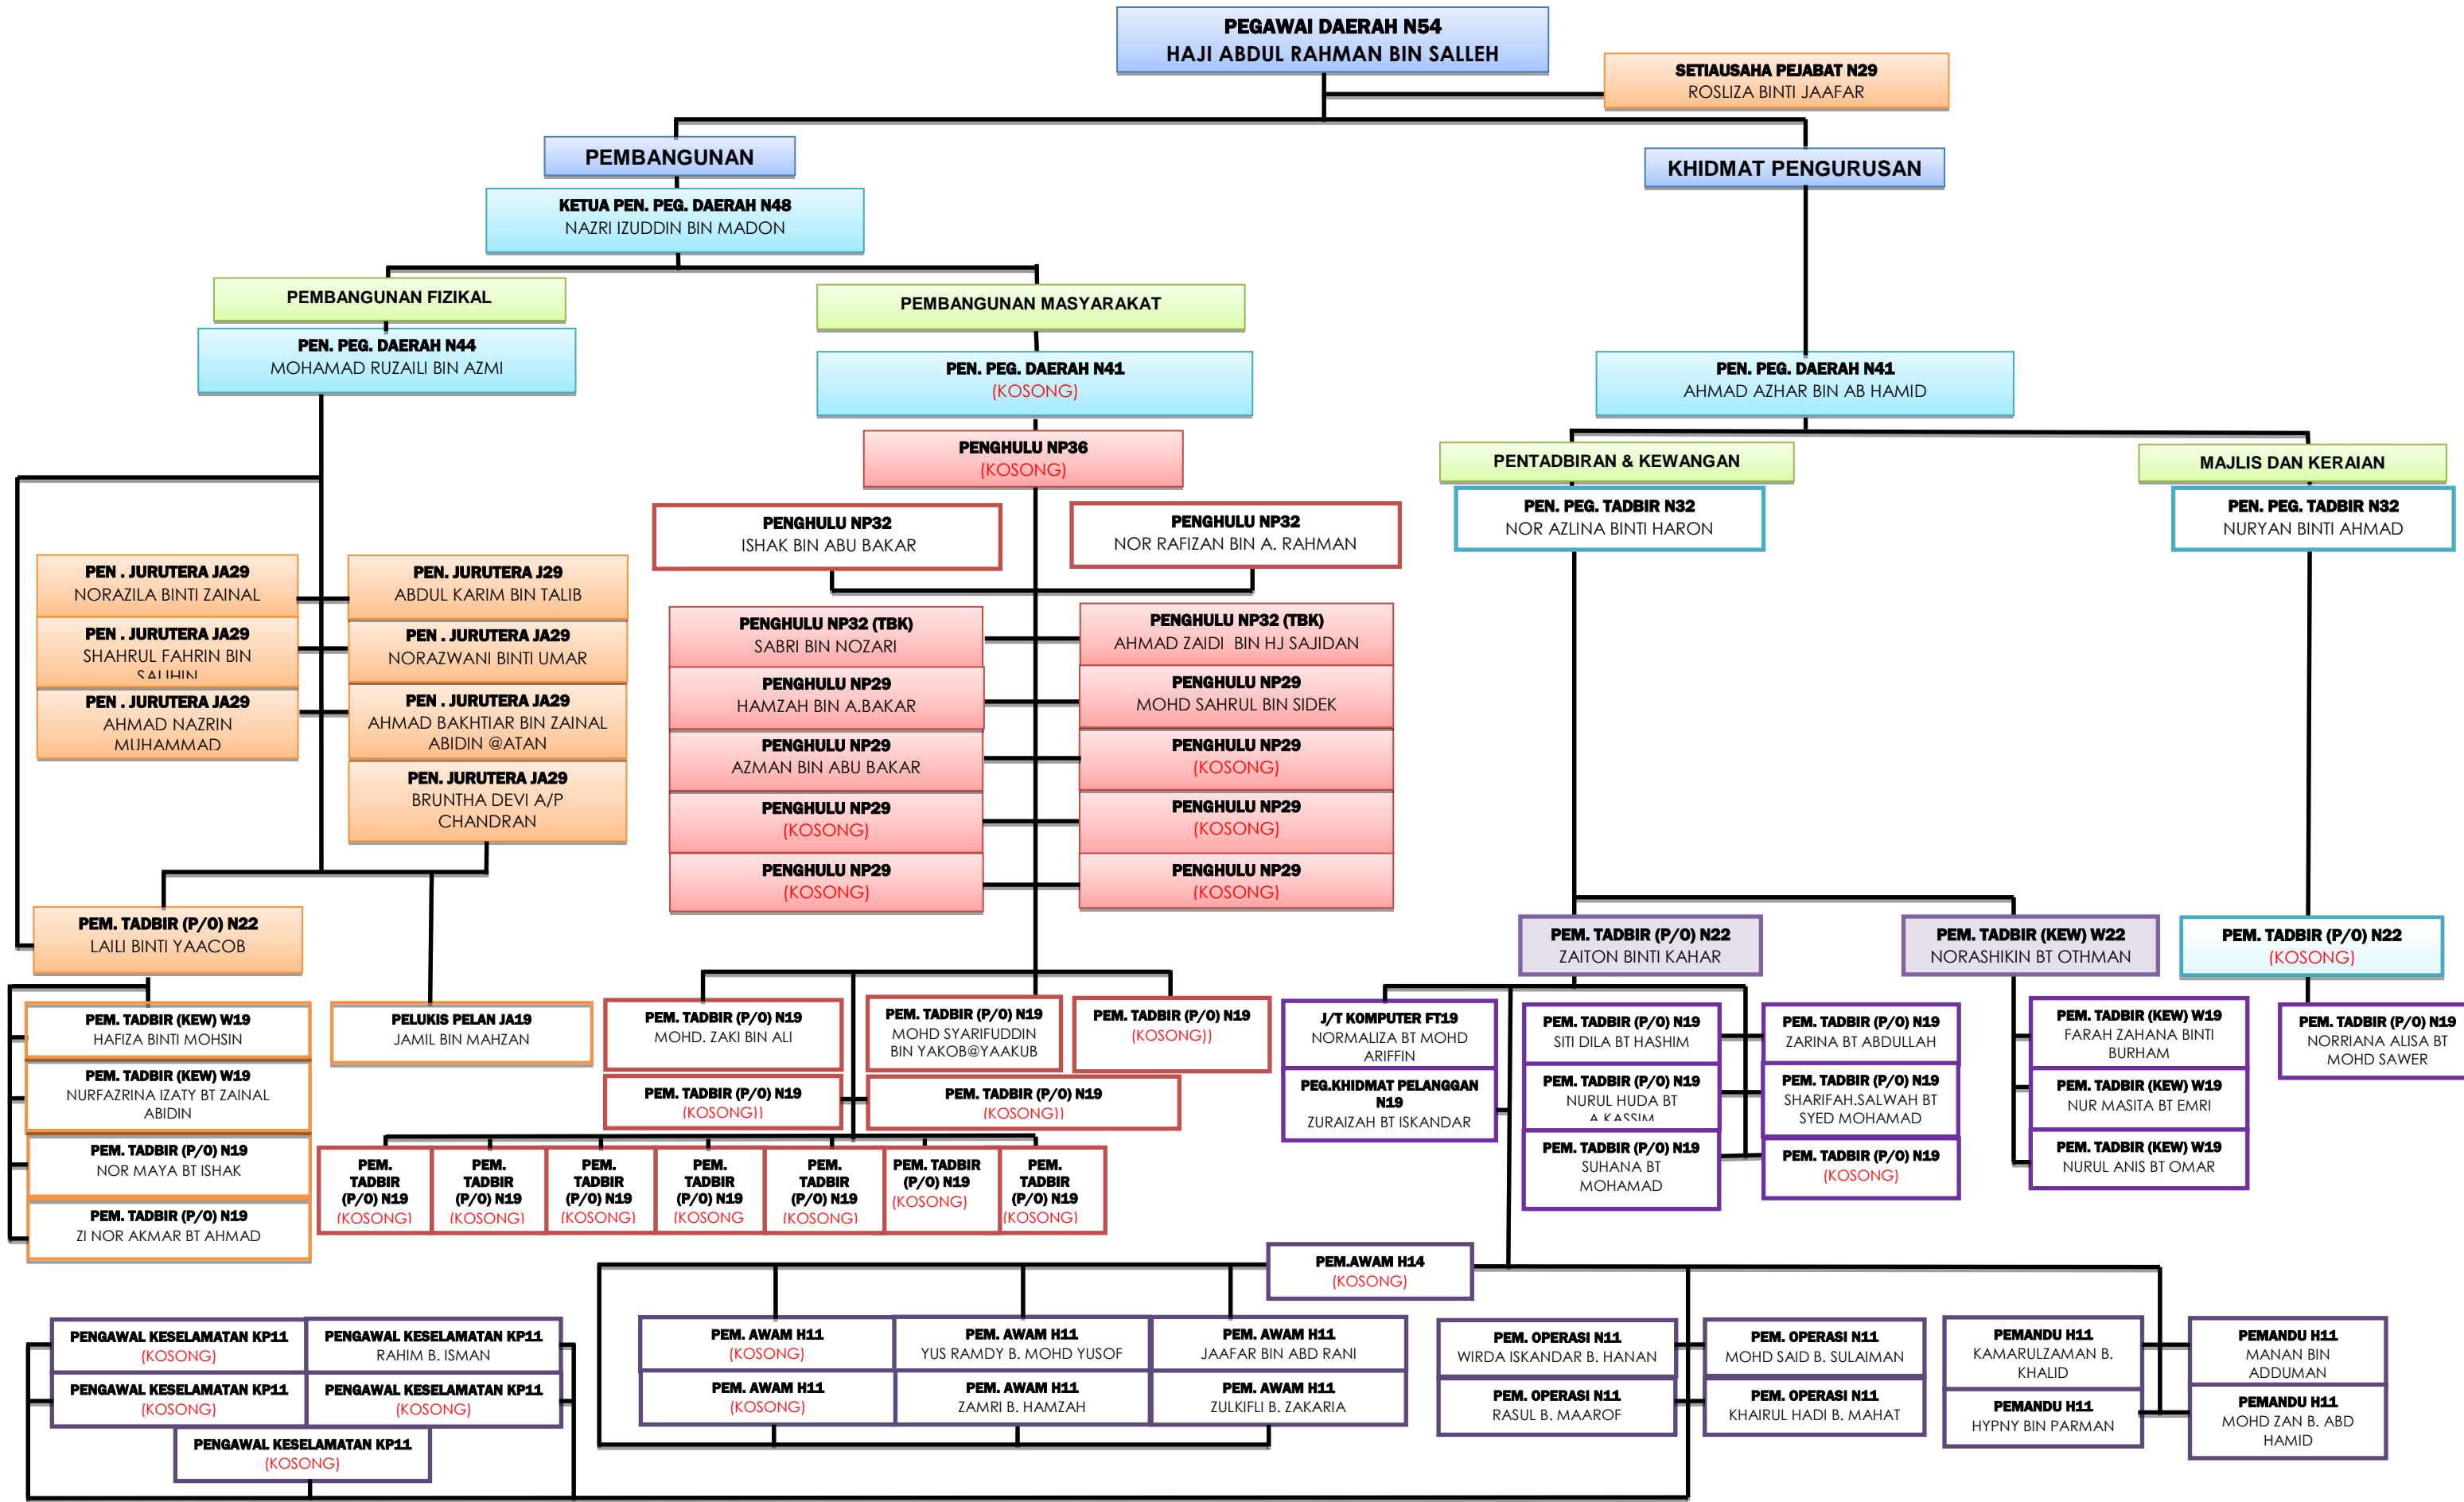 PEGAWAI DAERAH N54
HAJI ABDUL RAHMAN BIN SALLEH
SETIAUSAHA PEJABAT N29
ROSLIZA BINTI JAAFAR
PEMBANGUNAN
KHIDMAT PENGURUSAN
KETUA PEN. PEG. DAERAH N48
NAZRI IZUDDIN BIN MADON
PEMBANGUNAN FIZIKAL
PEMBANGUNAN MASYARAKAT
PEN. PEG. DAERAH N44
MOHAMAD RUZAILI BIN AZMI
PEN. PEG. DAERAH N41
(KOSONG)
PEN. PEG. DAERAH N41
AHMAD AZHAR BIN AB HAMID
PENGHULU NP36
(KOSONG)
PENTADBIRAN & KEWANGAN
MAJLIS DAN KERAIAN
PEN. PEG. TADBIR N32
NOR AZLINA BINTI HARON
PEN. PEG. TADBIR N32
NURYAN BINTI AHMAD
PENGHULU NP32
ISHAK BIN ABU BAKAR
PENGHULU NP32
NOR RAFIZAN BIN A. RAHMAN
PEN . JURUTERA JA29
NORAZILA BINTI ZAINAL
PEN. JURUTERA J29
ABDUL KARIM BIN TALIB
PEN . JURUTERA JA29
SHAHRUL FAHRIN BIN
SALIHIN
PEN . JURUTERA JA29
NORAZWANI BINTI UMAR
PEN . JURUTERA JA29
AHMAD NAZRIN
MUHAMMAD
PEN . JURUTERA JA29
AHMAD BAKHTIAR BIN ZAINAL
ABIDIN @ATAN
PEN. JURUTERA JA29
BRUNTHA DEVI A/P
CHANDRAN
PENGHULU NP32 (TBK)
SABRI BIN NOZARI
PENGHULU NP32 (TBK)
AHMAD ZAIDI  BIN HJ SAJIDAN
PENGHULU NP29
HAMZAH BIN A.BAKAR
PENGHULU NP29
MOHD SAHRUL BIN SIDEK
PENGHULU NP29
AZMAN BIN ABU BAKAR
PENGHULU NP29
(KOSONG)
PENGHULU NP29
(KOSONG)
PENGHULU NP29
(KOSONG)
PENGHULU NP29
(KOSONG)
PENGHULU NP29
(KOSONG)
PEM. TADBIR (P/O) N22
LAILI BINTI YAACOB
PEM. TADBIR (P/O) N22
ZAITON BINTI KAHAR
PEM. TADBIR (KEW) W22
NORASHIKIN BT OTHMAN
PEM. TADBIR (P/O) N22
(KOSONG)
PEM. TADBIR (KEW) W19
HAFIZA BINTI MOHSIN
PEM. TADBIR (KEW) W19
NURFAZRINA IZATY BT ZAINAL
ABIDIN
PEM. TADBIR (P/O) N19
NOR MAYA BT ISHAK
PEM. TADBIR (P/O) N19
ZI NOR AKMAR BT AHMAD
PELUKIS PELAN JA19
JAMIL BIN MAHZAN
PEM. TADBIR (P/O) N19
MOHD. ZAKI BIN ALI
PEM. TADBIR (P/O) N19
MOHD SYARIFUDDIN
BIN YAKOB@YAAKUB
PEM. TADBIR (P/O) N19
(KOSONG))
PEM. TADBIR (P/O) N19
(KOSONG))
PEM. TADBIR (P/O) N19
(KOSONG))
PEM.
TADBIR
(P/O) N19
(KOSONG)
PEM.
TADBIR
(P/O) N19
(KOSONG)
PEM.
TADBIR
(P/O) N19
(KOSONG)
PEM.
TADBIR
(P/O) N19
(KOSONG
PEM.
TADBIR
(P/O) N19
(KOSONG)
PEM. TADBIR
(P/O) N19
(KOSONG)
PEM.
TADBIR
(P/O) N19
(KOSONG)
J/T KOMPUTER FT19
NORMALIZA BT MOHD
ARIFFIN
PEG.KHIDMAT PELANGGAN
N19
ZURAIZAH BT ISKANDAR
PEM. TADBIR (P/O) N19
SITI DILA BT HASHIM
PEM. TADBIR (P/O) N19
ZARINA BT ABDULLAH
PEM. TADBIR (P/O) N19
NURUL HUDA BT
A.KASSIM
PEM. TADBIR (P/O) N19
SHARIFAH.SALWAH BT
SYED MOHAMAD
PEM. TADBIR (P/O) N19
SUHANA BT
MOHAMAD
PEM. TADBIR (P/O) N19
(KOSONG)
PEM. TADBIR (KEW) W19
FARAH ZAHANA BINTI
BURHAM
PEM. TADBIR (KEW) W19
NUR MASITA BT EMRI
PEM. TADBIR (KEW) W19
NURUL ANIS BT OMAR
PEM. TADBIR (P/O) N19
NORRIANA ALISA BT
MOHD SAWER
PEM.AWAM H14
(KOSONG)
PENGAWAL KESELAMATAN KP11
(KOSONG)
PENGAWAL KESELAMATAN KP11
RAHIM B. ISMAN
PENGAWAL KESELAMATAN KP11
(KOSONG)
PENGAWAL KESELAMATAN KP11
(KOSONG)
PENGAWAL KESELAMATAN KP11
(KOSONG)
PEM. AWAM H11
(KOSONG)
PEM. AWAM H11
YUS RAMDY B. MOHD YUSOF
PEM. AWAM H11
JAAFAR BIN ABD RANI
PEM. AWAM H11
(KOSONG)
PEM. AWAM H11
ZAMRI B. HAMZAH
PEM. AWAM H11
ZULKIFLI B. ZAKARIA
PEM. OPERASI N11
WIRDA ISKANDAR B. HANAN
PEM. OPERASI N11
MOHD SAID B. SULAIMAN
PEM. OPERASI N11
RASUL B. MAAROF
PEM. OPERASI N11
KHAIRUL HADI B. MAHAT
PEMANDU H11
KAMARULZAMAN B.
KHALID
PEMANDU H11
MANAN BIN
ADDUMAN
PEMANDU H11
HYPNY BIN PARMAN
PEMANDU H11
MOHD ZAN B. ABD
HAMID